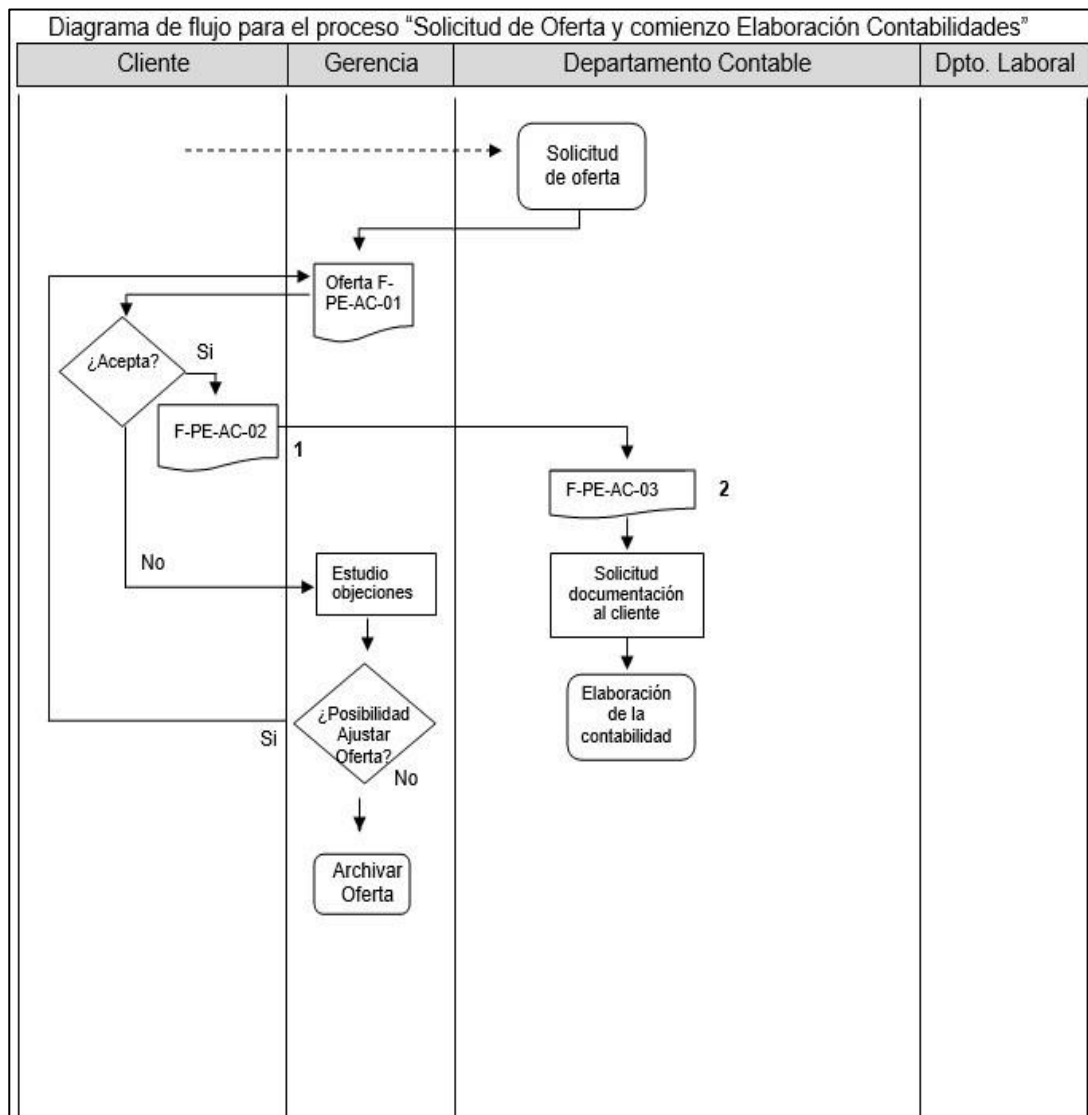 Diagrama de flujo para el proceso “Solicitud de Oferta y comienzo Elaboración Contabilidades”
Cliente
Gerencia
Departamento Contable
Dpto. Laboral
Solicitud
de oferta
Oferta F-
PE-AC-01
¿Acepta?
Si
F-PE-AC-02
1
F-PE-AC-03
2
No
Estudio
objeciones
Solicitud
documentación
al cliente
¿Posibilidad
Ajustar
Oferta?
Si
No
Elaboración
de la
contabilidad
Archivar
Oferta